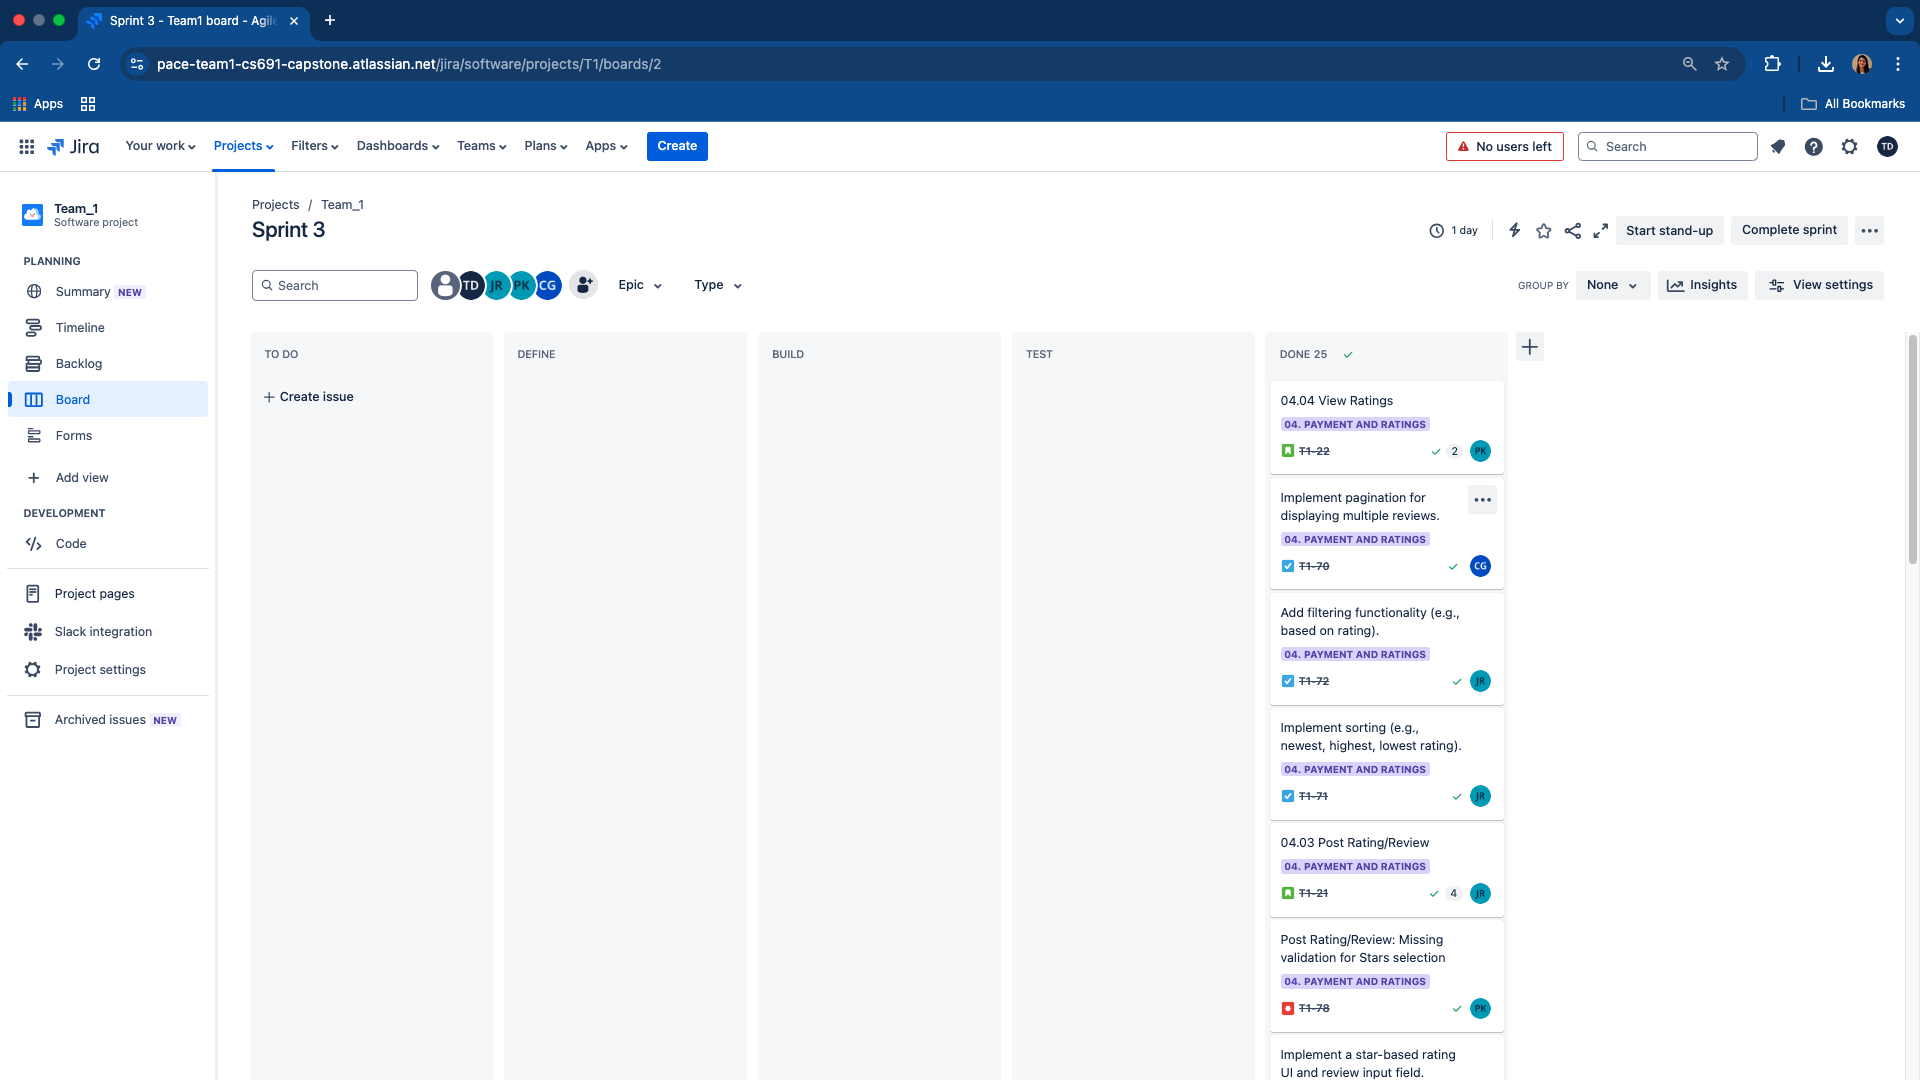 Sprint 3 - Team1 board - Agil
pace-team1-cs691-capstone.atlassian.net/jira/software/projects/T1/boards/2
Apps
All Bookmarks
Jira
Your work
Projects
Filters
Dashboards
Teams
Plans
Apps
Create
No users left
Search
TD
Team_1
Software project
PLANNING
Summary NEW
Timeline
Backlog
Board
Forms
Add view
DEVELOPMENT
Code
Project pages
Slack integration
Project settings
Archived issues NEW
Projects / Team_1
Sprint 3
1 day
Start stand-up
Complete sprint
Search
TD
JR
PK
CG
Epic
Type
GROUP BY
None
Insights
View settings
TO DO
Create issue
DEFINE
BUILD
TEST
DONE 25
04.04 View Ratings
04. PAYMENT AND RATINGS
T1-22
2
PK
Implement pagination for
displaying multiple reviews.
04. PAYMENT AND RATINGS
T1-70
CG
Add filtering functionality (e.g.,
based on rating).
04. PAYMENT AND RATINGS
T1-72
JR
Implement sorting (e.g.,
newest, highest, lowest rating).
04. PAYMENT AND RATINGS
T1-71
JR
04.03 Post Rating/Review
04. PAYMENT AND RATINGS
T1-21
4
JR
Post Rating/Review: Missing
validation for Stars selection
04. PAYMENT AND RATINGS
T1-78
PK
Implement a star-based rating
UI and review input field.